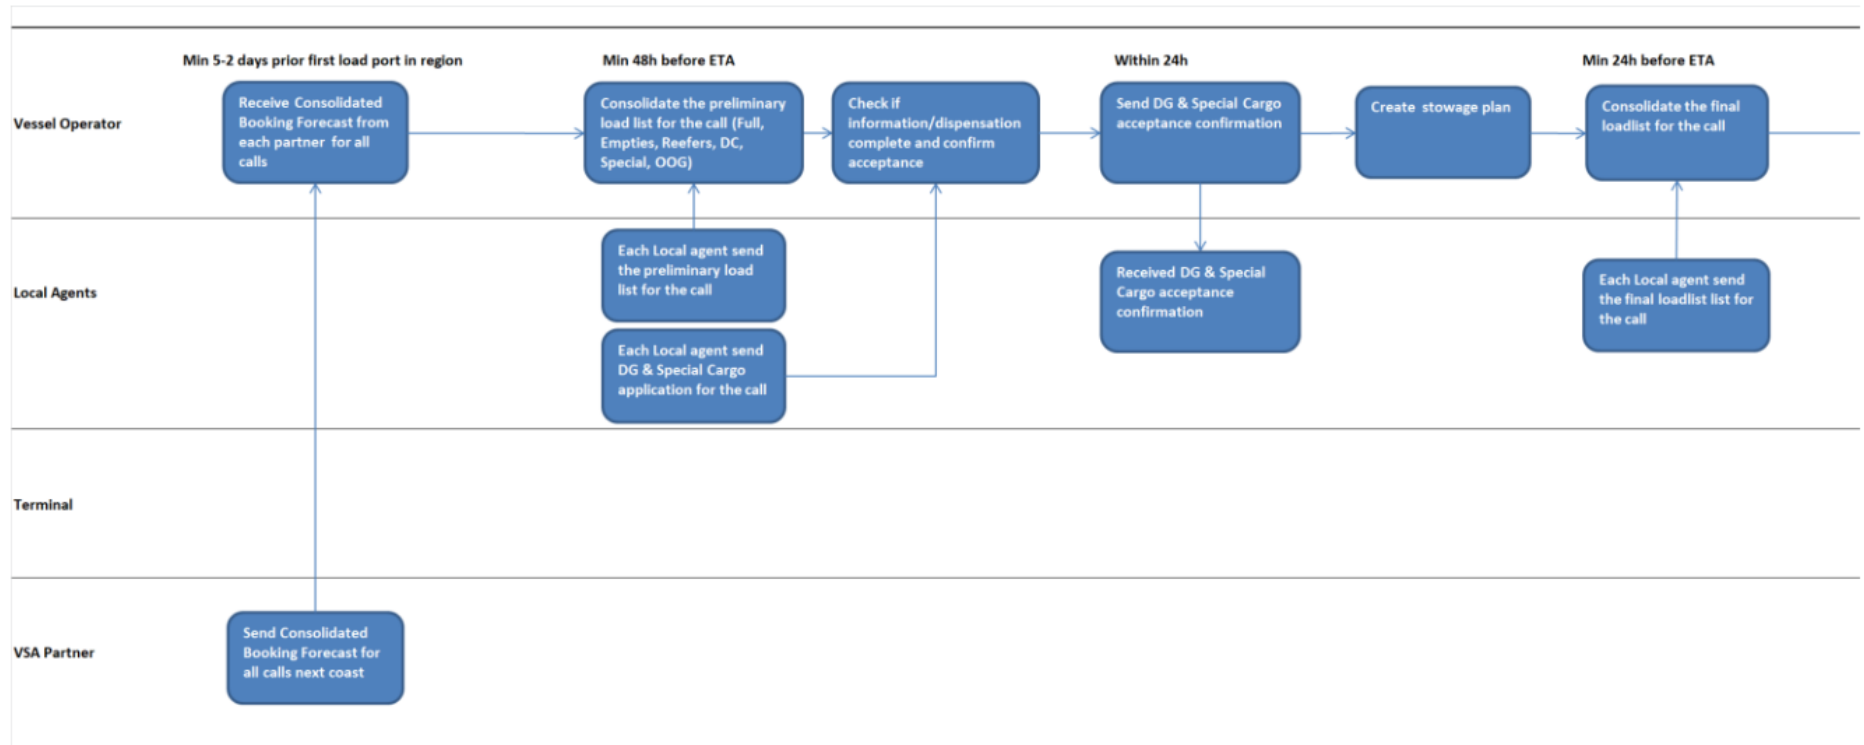 Min 5-2 days prior first load port in region
Min 48h before ETA
Within 24h
Min 24h before ETA
Vessel Operator
Receive Consolidated
Booking Forecast from
each partner for all
calls
Consolidate the preliminary
load list for the call (Full,
Empties, Reefers, DC,
Special, OOG)
Check if
information/dispensation
complete and confirm
acceptance
Send DG & Special Cargo
acceptance confirmation
Create stowage plan
Consolidate the final
loadlist for the call
Local Agents
Each Local agent send
the preliminary load
list for the call
Each Local agent send
DG & Special Cargo
application for the call
Received DG & Special
Cargo acceptance
confirmation
Each Local agent send
the final loadlist list for
the call
Terminal
VSA Partner
Send Consolidated
Booking Forecast for
all calls next coast